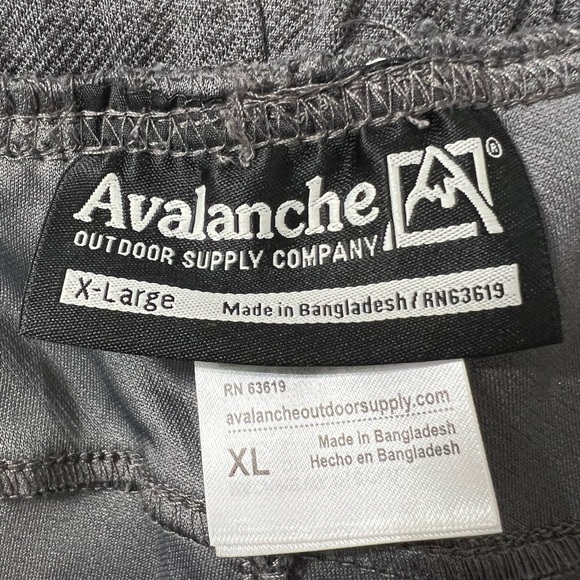 Avalanche ®
OUTDOOR SUPPLY COMPANY
X-Large Made in Bangladesh / RN63619
RN 63619
avalancheoutdoorsupply.com
XL Made in Bangladesh
Hecho en Bangladesh